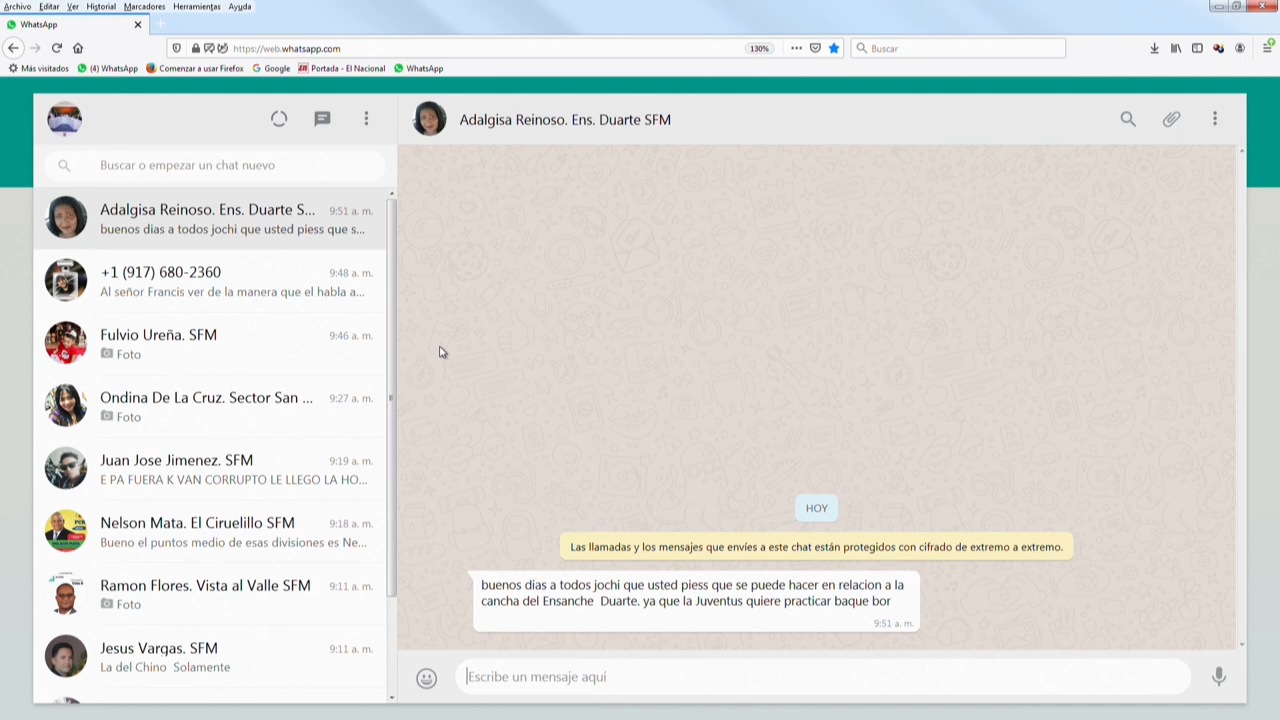 Archivo Editar Ver Historial Marcadores Herramientas Ayuda
WhatsApp
https://web.whatsapp.com
130%
Buscar
Más visitados
(4) WhatsApp
Comenzar a usar Firefox
Google
Portada - El Nacional
WhatsApp
Buscar o empezar un chat nuevo
Adalgisa Reinoso. Ens. Duarte S... 9:51 a. m.
buenos dias a todos jochi que usted piess que s...
+1 (917) 680-2360 9:48 a. m.
Al señor Francis ver de la manera que el habla a...
Fulvio Ureña. SFM 9:46 a. m.
Foto
Ondina De La Cruz. Sector San ... 9:27 a. m.
Foto
Juan Jose Jimenez. SFM 9:19 a. m.
E PA FUERA K VAN CORRUPTO LE LLEGO LA HO...
Nelson Mata. El Ciruelillo SFM 9:18 a. m.
Bueno el puntos medio de esas divisiones es Ne...
Ramon Flores. Vista al Valle SFM 9:11 a. m.
Foto
Jesus Vargas. SFM 9:11 a. m.
La del Chino Solamente
Adalgisa Reinoso. Ens. Duarte SFM
HOY
Las llamadas y los mensajes que envíes a este chat están protegidos con cifrado de extremo a extremo.
buenos dias a todos jochi que usted piess que se puede hacer en relacion a la
cancha del Ensanche Duarte. ya que la Juventus quiere practicar baque bor
9:51 a. m.
Escribe un mensaje aquí